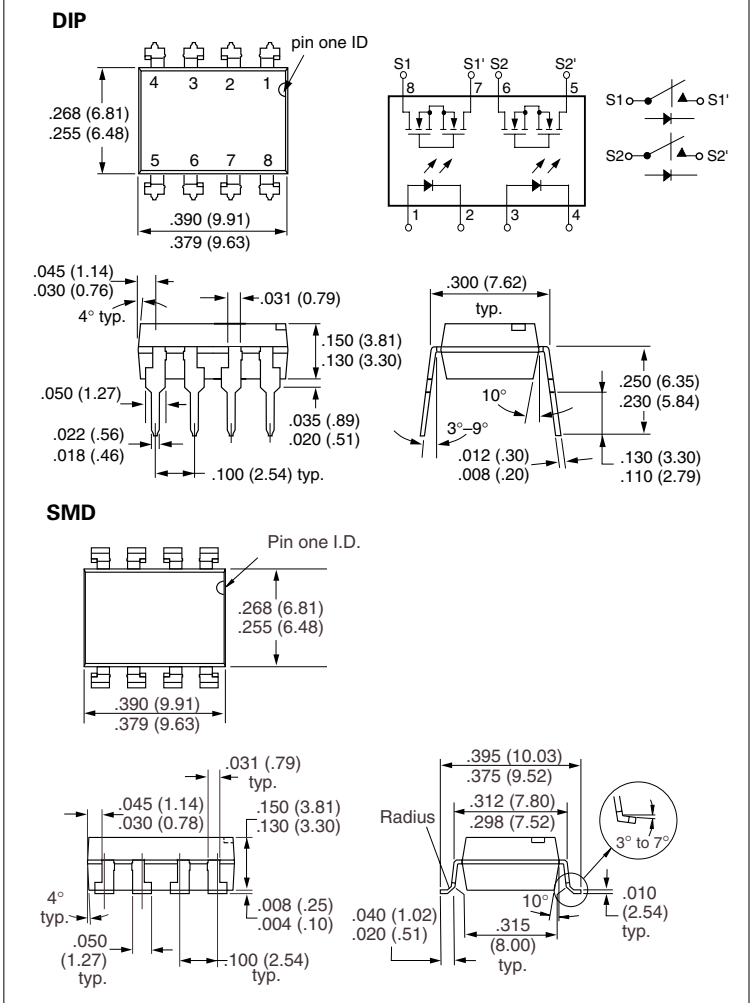 DIP
pin one ID
4 3 2 1
5 6 7 8
.268 (6.81)
.255 (6.48)
.390 (9.91)
.379 (9.63)
S1 S1' S2 S2'
8 7 6 5
1 2 3 4
S1 S1'
S2 S2'
.045 (1.14)
.030 (0.76)
4° typ.
.031 (0.79)
.150 (3.81)
.130 (3.30)
.050 (1.27)
.035 (.89)
.020 (.51)
.022 (.56)
.018 (.46)
.100 (2.54) typ.
.300 (7.62)
typ.
.250 (6.35)
.230 (5.84)
10°
3°–9°
.012 (.30)
.008 (.20)
.130 (3.30)
.110 (2.79)
SMD
Pin one I.D.
.268 (6.81)
.255 (6.48)
.390 (9.91)
.379 (9.63)
.031 (.79)
typ.
.045 (1.14)
.030 (0.78)
.150 (3.81)
.130 (3.30)
4°
typ.
.008 (.25)
.004 (.10)
.050
(1.27)
typ.
.100 (2.54)
typ.
.395 (10.03)
.375 (9.52)
.312 (7.80)
.298 (7.52)
Radius
3° to 7°
10°
.040 (1.02)
.020 (.51)
.315
(8.00)
typ.
.010
(2.54)
typ.